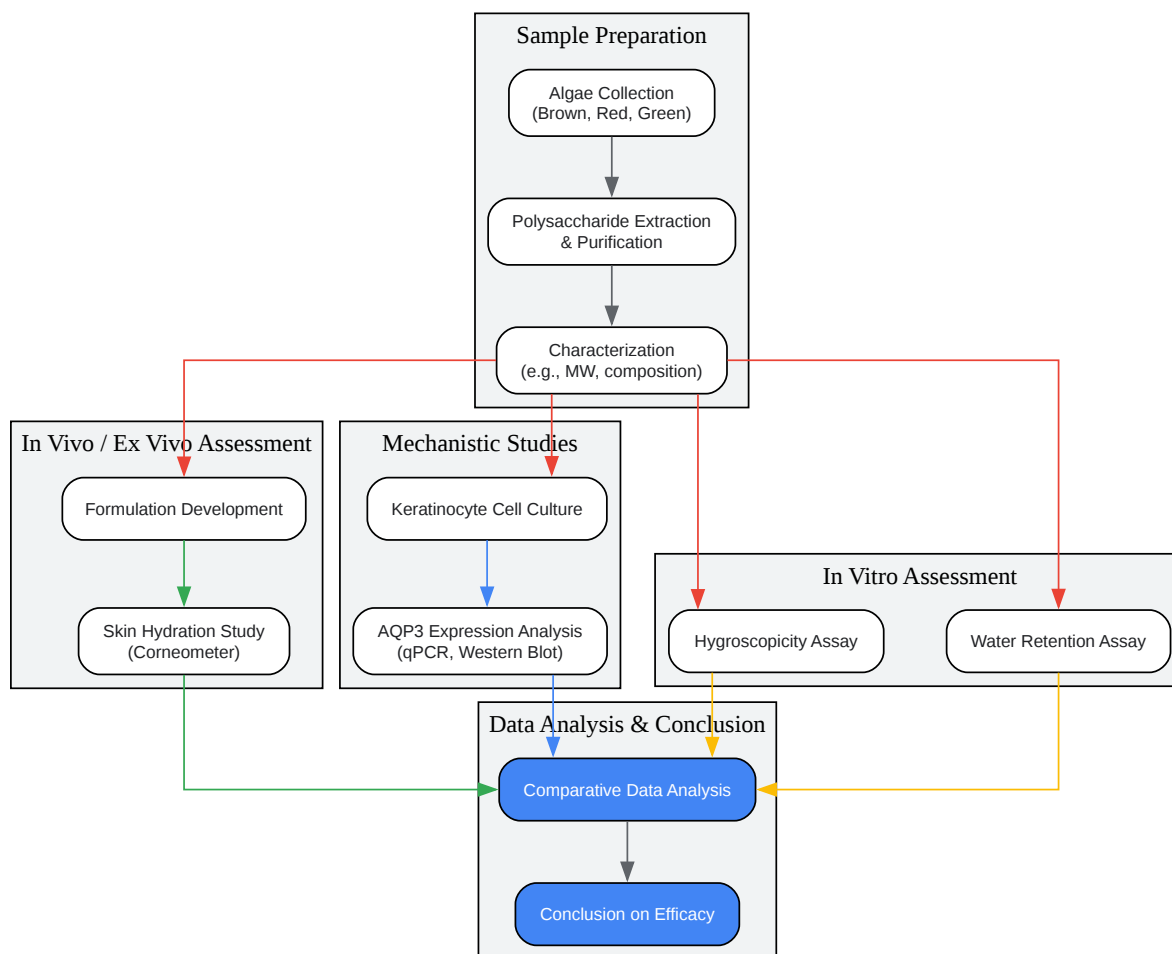 Sample Preparation
Algae Collection
(Brown, Red, Green)
Polysaccharide Extraction
& Purification
Characterization
(e.g., MW, composition)
In Vivo / Ex Vivo Assessment
Formulation Development
Skin Hydration Study
(Corneometer)
Mechanistic Studies
Keratinocyte Cell Culture
AQP3 Expression Analysis
(qPCR, Western Blot)
In Vitro Assessment
Hygroscopicity Assay
Water Retention Assay
Data Analysis & Conclusion
Comparative Data Analysis
Conclusion on Efficacy